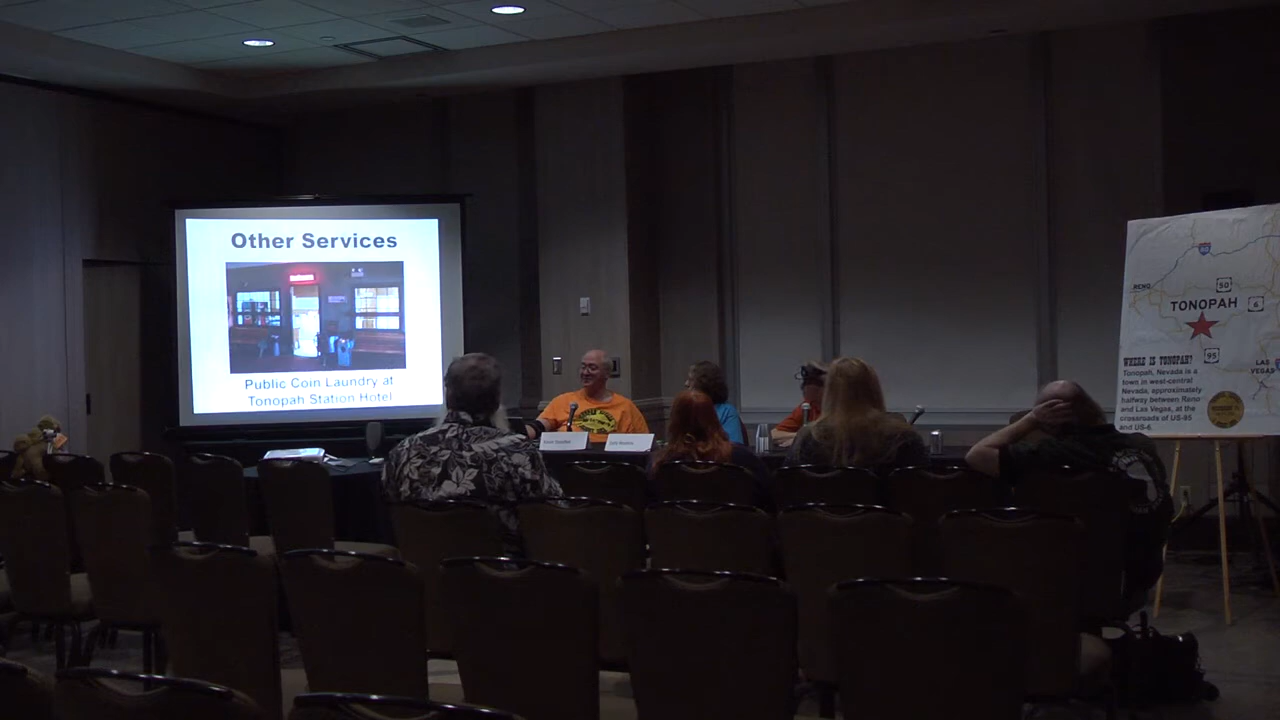 Other Services
Public Coin Laundry at
Tonopah Station Hotel
RENO
50
TONOPAH
6
95
LAS
VEGAS
WHERE IS TONOPAH?
Tonopah, Nevada is a
town in west-central
Nevada, approximately
halfway between Reno
and Las Vegas, at the
crossroads of US-95
and US-6.